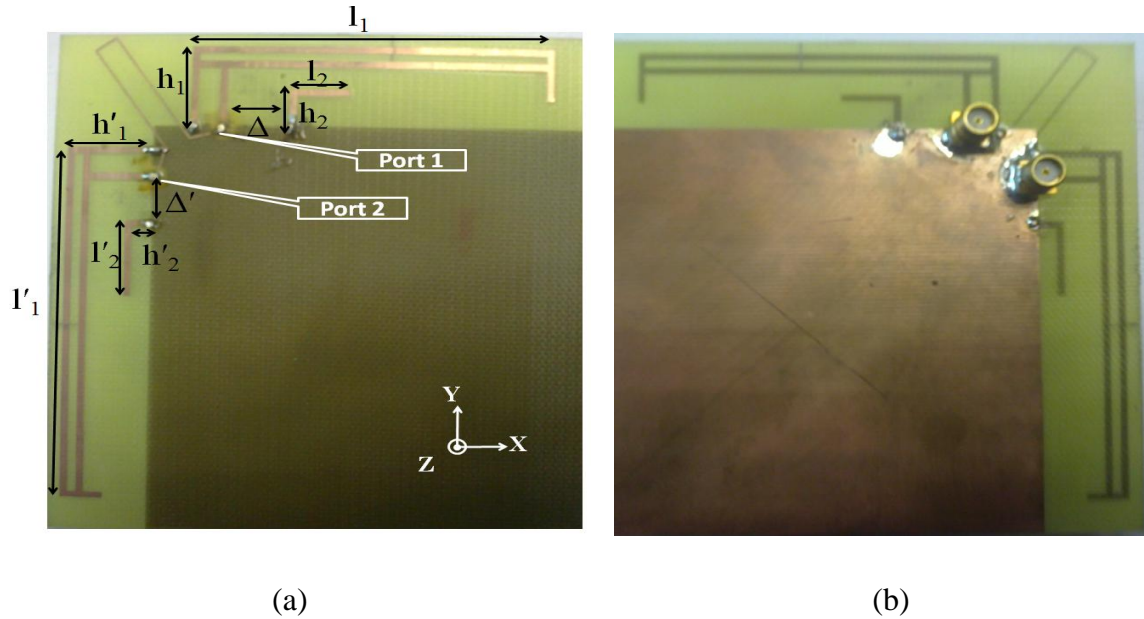 l₁
h₁
l₂
Δ
h₂
h'₁
Port 1
Port 2
Δ'
l'₂
h'₂
l'₁
Y
X
Z
(a)
(b)